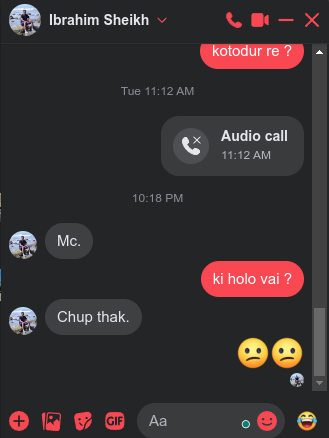 Ibrahim Sheikh
kotodur re ?
Tue 11:12 AM
Audio call
11:12 AM
10:18 PM
Mc.
ki holo vai ?
Chup thak.
GIF
Aa